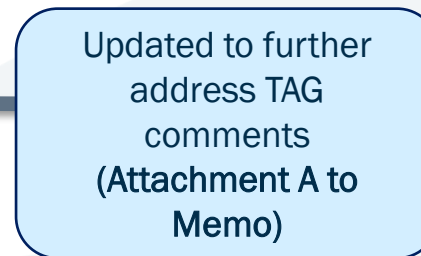 Updated to further
address TAG
comments
(Attachment A to
Memo)